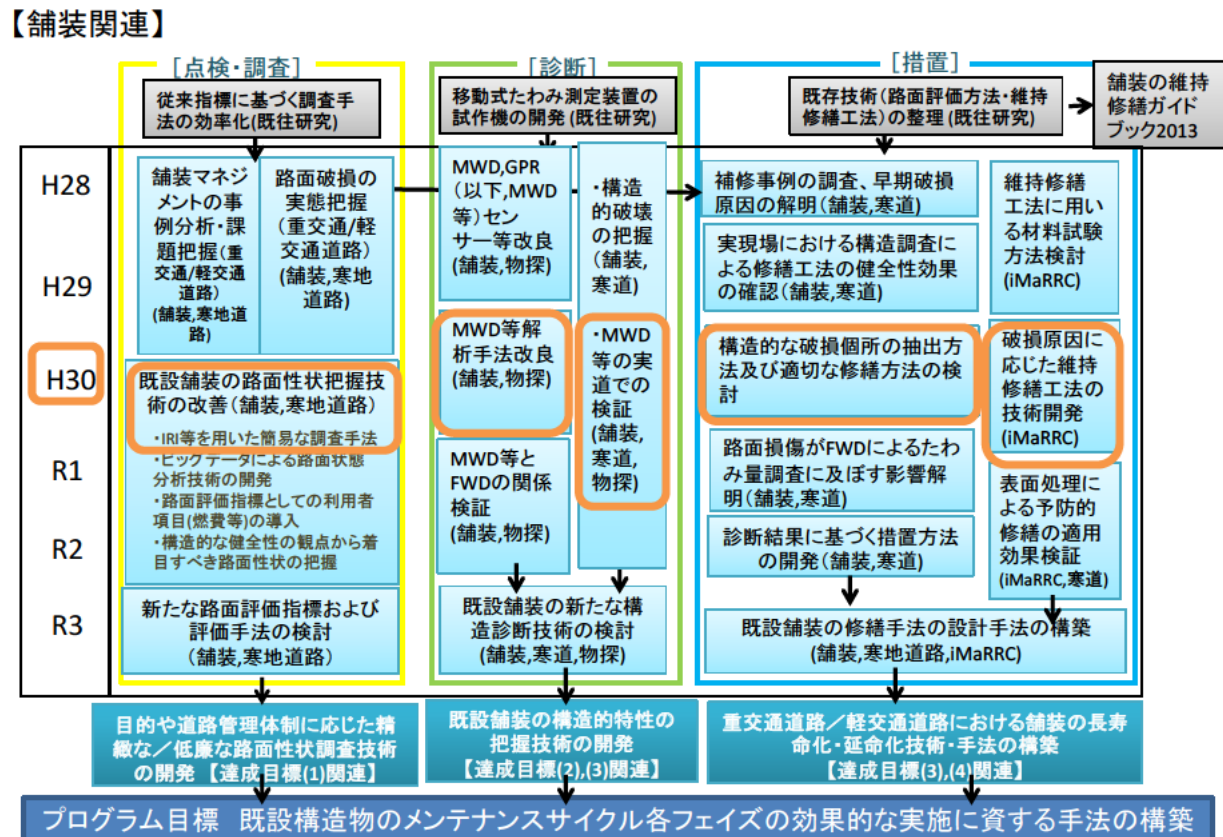 【舗装関連】
［点検・調査］
［診断］
［措置］
従来指標に基づく調査手
法の効率化(既往研究)
移動式たわみ測定装置の
試作機の開発(既往研究)
既存技術（路面評価方法・維持
修繕工法）の整理(既往研究)
舗装の維持
修繕ガイド
ブック2013
H28
H29
H30
R1
R2
R3
舗装マネジ
メントの事
例分析・課
題把握(重
交通/軽交通
道路)
(舗装,寒地道
路)
路面破損の
実態把握
（重交通/軽
交通道路）
(舗装,寒地
道路)
既設舗装の路面性状把握技
術の改善(舗装,寒地道路)
・IRI等を用いた簡易な調査手法
・ビックデータによる路面状態
分析技術の開発
・路面評価指標としての利用者
項目(燃費等)の導入
・構造的な健全性の観点から着
目すべき路面性状の把握
新たな路面評価指標および
評価手法の検討
（舗装,寒地道路）
MWD,GPR
（以下,MWD
等）セン
サー等改良
(舗装,物探)
MWD等解
析手法改良
(舗装,物探)
MWD等と
FWDの関係
検証
(舗装,物探)
・構造
的破壊
の把握
（舗装,
寒道)
・MWD
等の実
道での
検証
(舗装,
寒道,
物探)
既設舗装の新たな構
造診断技術の検討
(舗装,寒道,物探)
補修事例の調査、早期破損
原因の解明(舗装,寒道)
実現場における構造調査に
よる修繕工法の健全性効果
の確認(舗装,寒道)
構造的な破損個所の抽出方
法及び適切な修繕方法の検
討
路面損傷がFWDによるたわ
み量調査に及ぼす影響解
明(舗装,寒道)
診断結果に基づく措置方法
の開発(舗装,寒道)
維持修繕
工法に用い
る材料試験
方法検討
(iMaRRC)
破損原因に
応じた維持
修繕工法の
技術開発
(iMaRRC)
表面処理に
よる予防的
修繕の適用
効果検証
(iMaRRC,寒道)
既設舗装の修繕手法の設計手法の構築
(舗装,寒地道路,iMaRRC)
目的や道路管理体制に応じた精
緻な／低廉な路面性状調査技術
の開発 【達成目標(1)関連】
既設舗装の構造的特性の
把握技術の開発
【達成目標(2),(3)関連】
重交通道路／軽交通道路における舗装の長寿
命化・延命化技術・手法の構築
【達成目標(3),(4)関連】
プログラム目標 既設構造物のメンテナンスサイクル各フェイズの効果的な実施に資する手法の構築